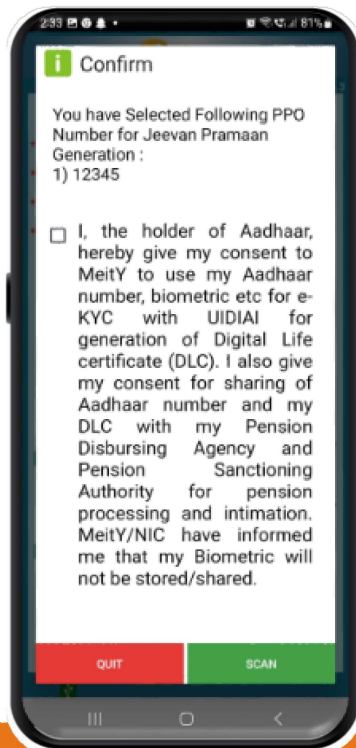 2:33 81%
i Confirm
You have Selected Following PPO
Number for Jeevan Pramaan
Generation :
1) 12345
I, the holder of Aadhaar,
hereby give my consent to
MeitY to use my Aadhaar
number, biometric etc for e-
KYC with UIDIAI for
generation of Digital Life
certificate (DLC). I also give
my consent for sharing of
Aadhaar number and my
DLC with my Pension
Disbursing Agency and
Pension Sanctioning
Authority for pension
processing and intimation.
MeitY/NIC have informed
me that my Biometric will
not be stored/shared.
QUIT SCAN